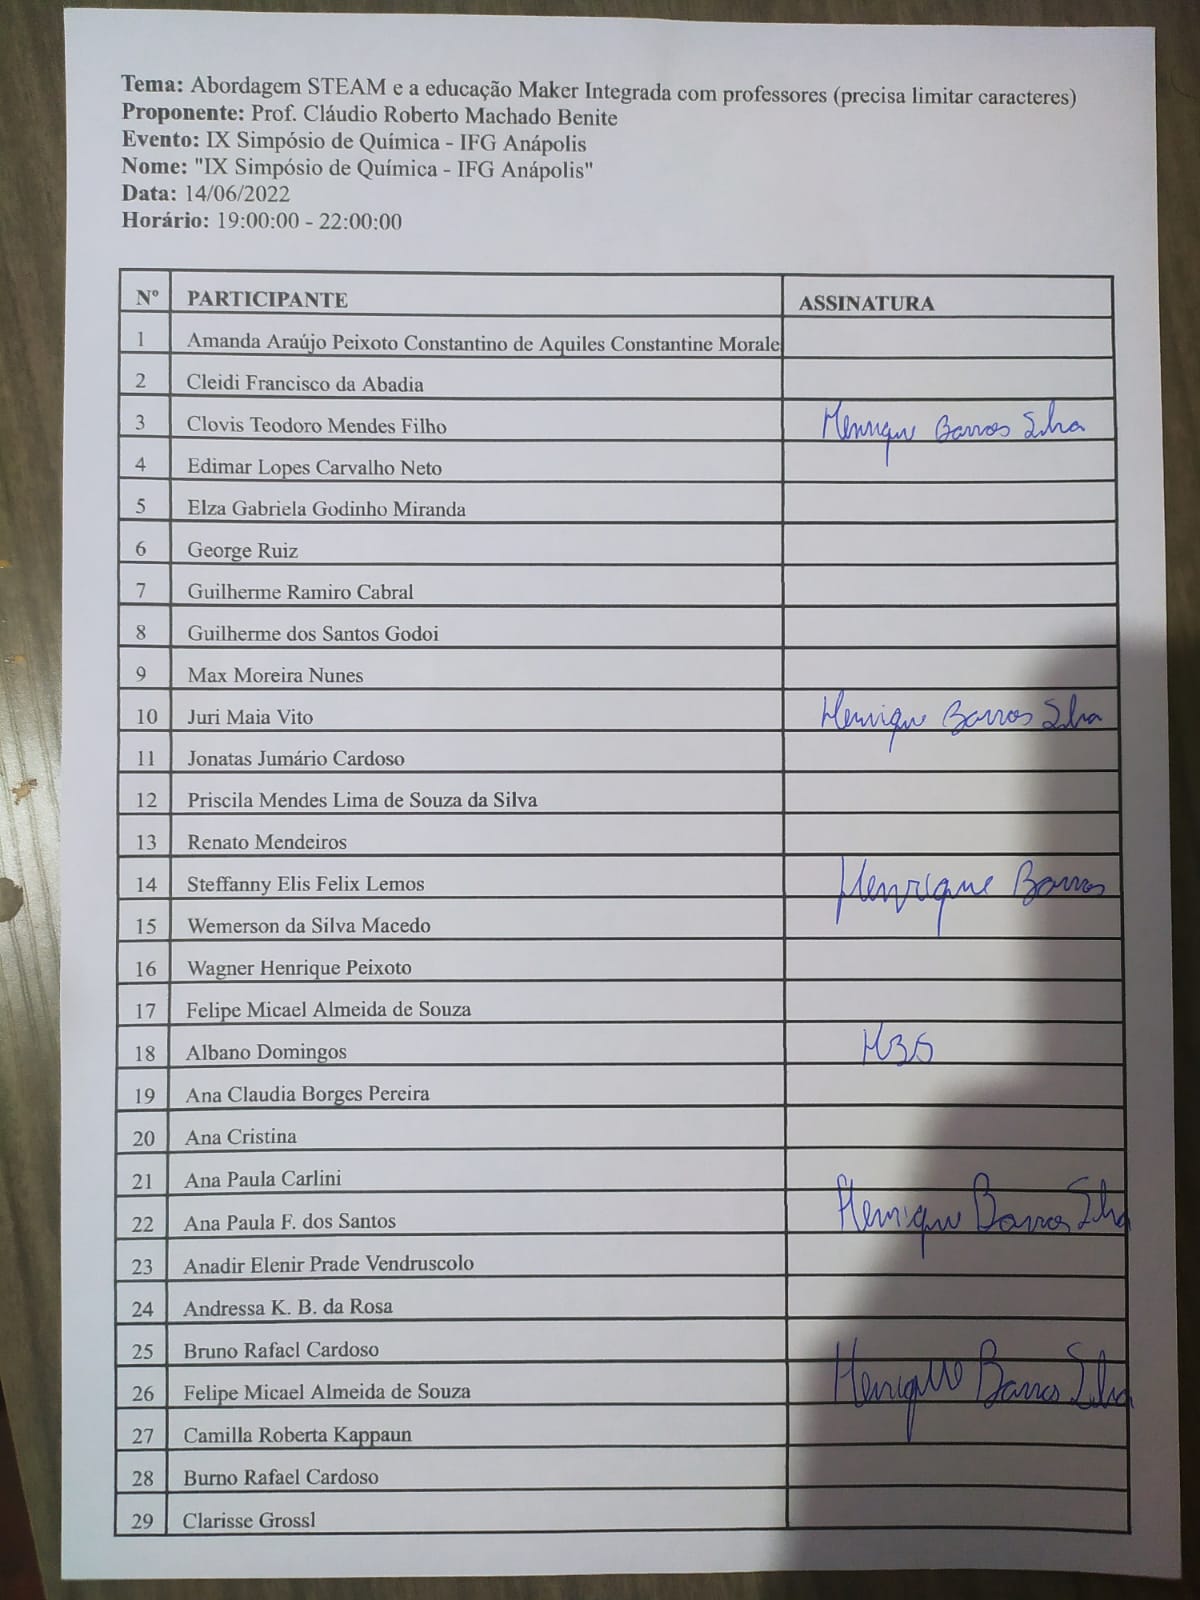 Tema: Abordagem STEAM e a educação Maker Integrada com professores (precisa limitar caracteres)
Proponente: Prof. Cláudio Roberto Machado Benite
Evento: IX Simpósio de Química - IFG Anápolis
Nome: "IX Simpósio de Química - IFG Anápolis"
Data: 14/06/2022
Horário: 19:00:00 - 22:00:00
Nº PARTICIPANTE ASSINATURA
1 Amanda Araújo Peixoto Constantino de Aquiles Constantine Morale
2 Cleidi Francisco da Abadia
3 Clovis Teodoro Mendes Filho Henrique Barros Silva
4 Edimar Lopes Carvalho Neto
5 Elza Gabriela Godinho Miranda
6 George Ruiz
7 Guilherme Ramiro Cabral
8 Guilherme dos Santos Godoi
9 Max Moreira Nunes
10 Juri Maia Vito Henrique Barros Silva
11 Jonatas Jumário Cardoso
12 Priscila Mendes Lima de Souza da Silva
13 Renato Mendeiros
14 Steffanny Elis Felix Lemos Henrique Barros
15 Wemerson da Silva Macedo
16 Wagner Henrique Peixoto
17 Felipe Micael Almeida de Souza
18 Albano Domingos HBS
19 Ana Claudia Borges Pereira
20 Ana Cristina
21 Ana Paula Carlini
22 Ana Paula F. dos Santos Henrique Barros Silva
23 Anadir Elenir Prade Vendruscolo
24 Andressa K. B. da Rosa
25 Bruno Rafael Cardoso
26 Felipe Micael Almeida de Souza Henrique Barros Silva
27 Camilla Roberta Kappaun
28 Burno Rafael Cardoso
29 Clarisse Grossl